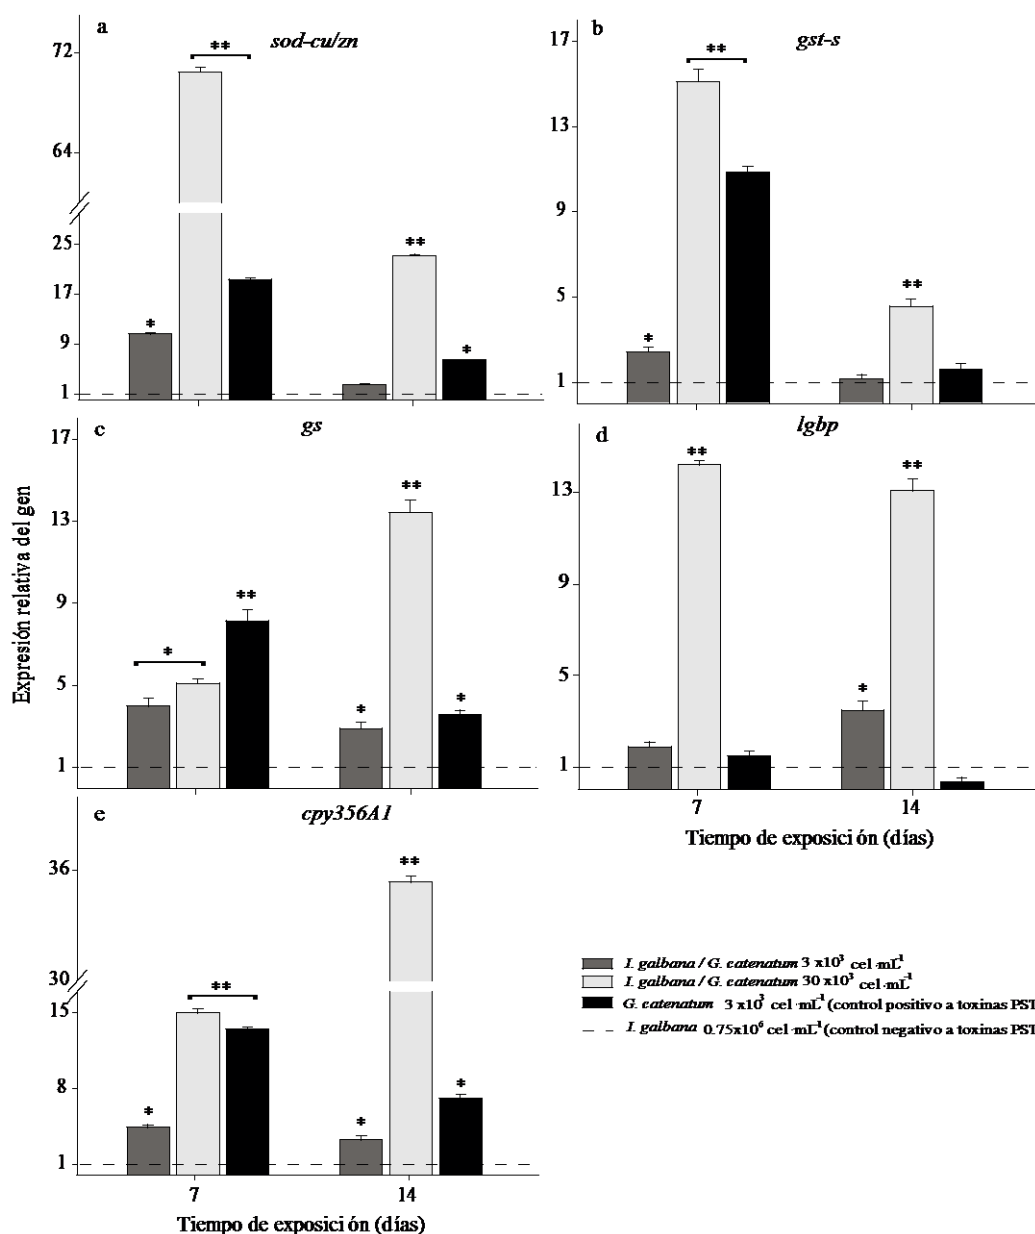 a
sod-cu/zn
**
72
64
25
17
9
1
*
**
*
b
gst-s
**
17
13
9
5
1
*
**
c
gs
17
13
9
5
1
*
**
*
**
*
d
lgbp
13
9
5
1
**
*
**
7
14
Tiempo de exposición (días)
Expresión relativa del gen
e
cpy356A1
36
30
15
8
1
*
**
*
**
*
7
14
Tiempo de exposición (días)
I. galbana / G. catenatum 3 x10³ cel·mL⁻¹
I. galbana / G. catenatum 30 x10³ cel·mL⁻¹
G. catenatum 3 x10³ cel·mL⁻¹ (control positivo a toxinas PST
I. galbana 0.75x10⁶ cel·mL⁻¹ (control negativo a toxinas PST